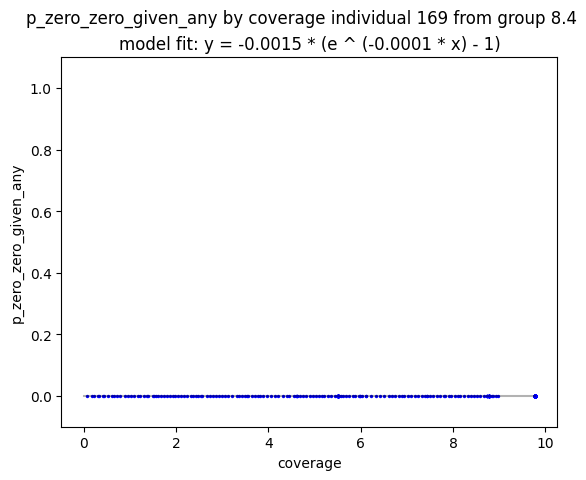 p_zero_zero_given_any by coverage individual 169 from group 8.4
model fit: y = -0.0015 * (e ^ (-0.0001 * x) - 1)
1.0
0.8
0.6
0.4
0.2
0.0
p_zero_zero_given_any
0 2 4 6 8 10
coverage